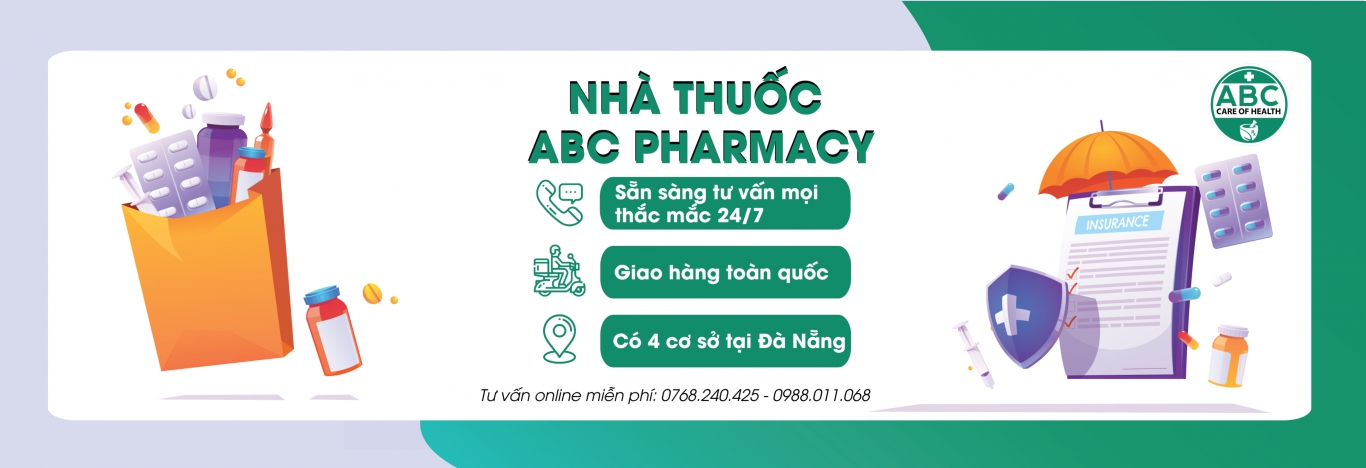 NHÀ THUỐC
ABC PHARMACY
ABC
CARE OF HEALTH
Sẵn sàng tư vấn mọi
thắc mắc 24/7
INSURANCE
Giao hàng toàn quốc
Có 4 cơ sở tại Đà Nẵng
Tư vấn online miễn phí: 0768.240.425 - 0988.011.068